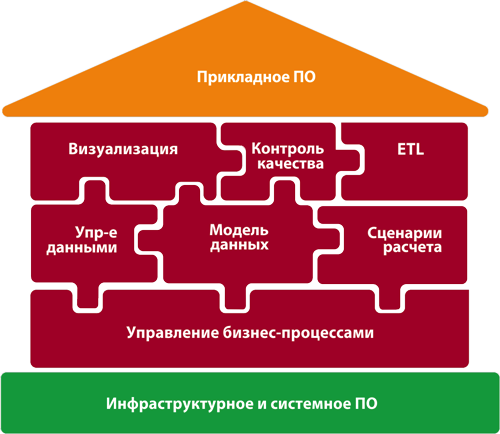 Прикладное ПО
Визуализация
Контроль
качества
ETL
Упр-е
данными
Модель
данных
Сценарии
расчета
Управление бизнес-процессами
Инфраструктурное и системное ПО